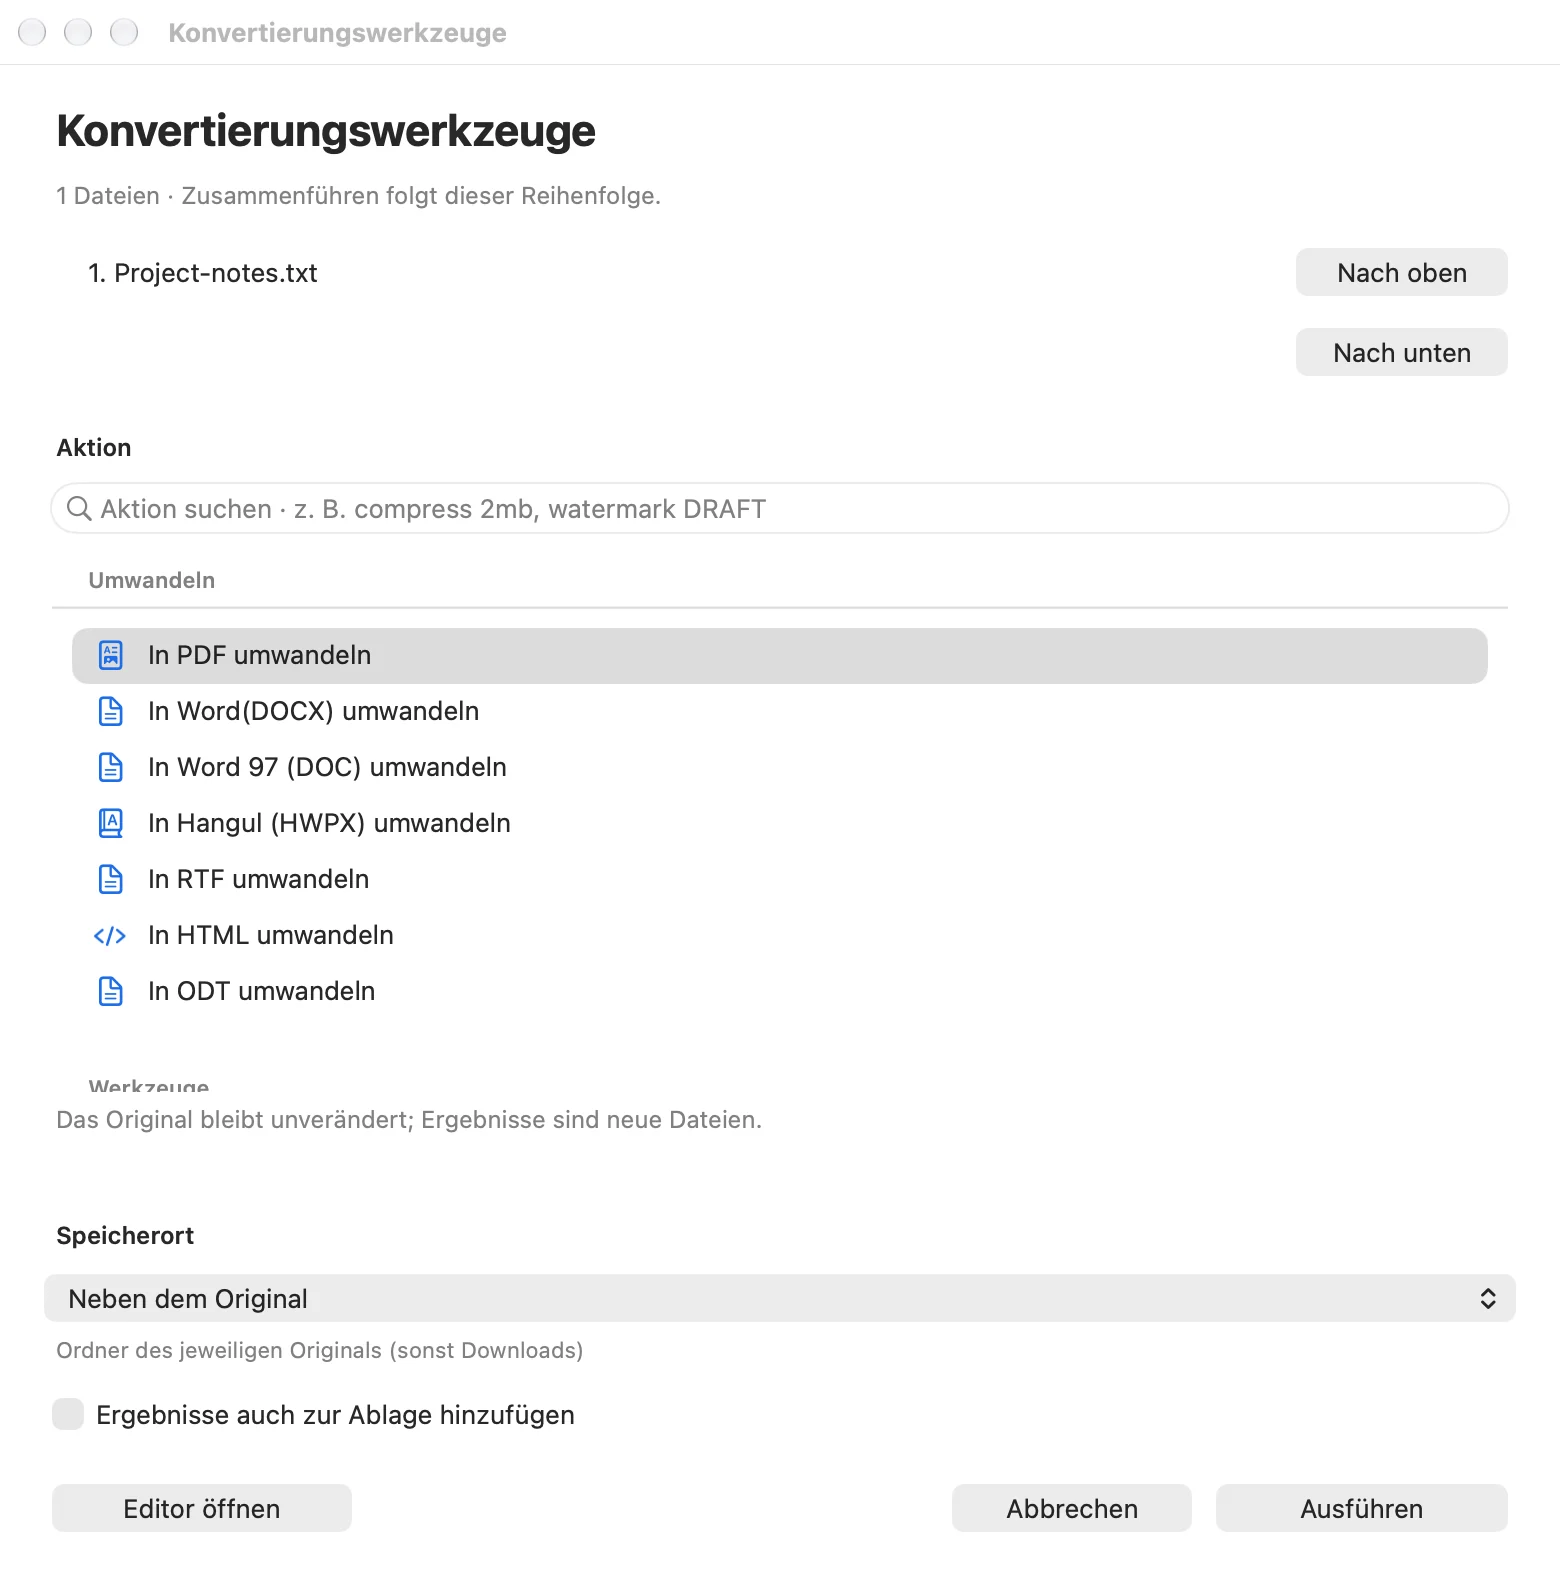 Konvertierungswerkzeuge
Konvertierungswerkzeuge
1 Dateien · Zusammenführen folgt dieser Reihenfolge.
1. Project-notes.txt
Nach oben
Nach unten
Aktion
Aktion suchen · z. B. compress 2mb, watermark DRAFT
Umwandeln
In PDF umwandeln
In Word(DOCX) umwandeln
In Word 97 (DOC) umwandeln
In Hangul (HWPX) umwandeln
In RTF umwandeln
In HTML umwandeln
In ODT umwandeln
Werkzeuge
Das Original bleibt unverändert; Ergebnisse sind neue Dateien.
Speicherort
Neben dem Original
Ordner des jeweiligen Originals (sonst Downloads)
Ergebnisse auch zur Ablage hinzufügen
Editor öffnen
Abbrechen
Ausführen